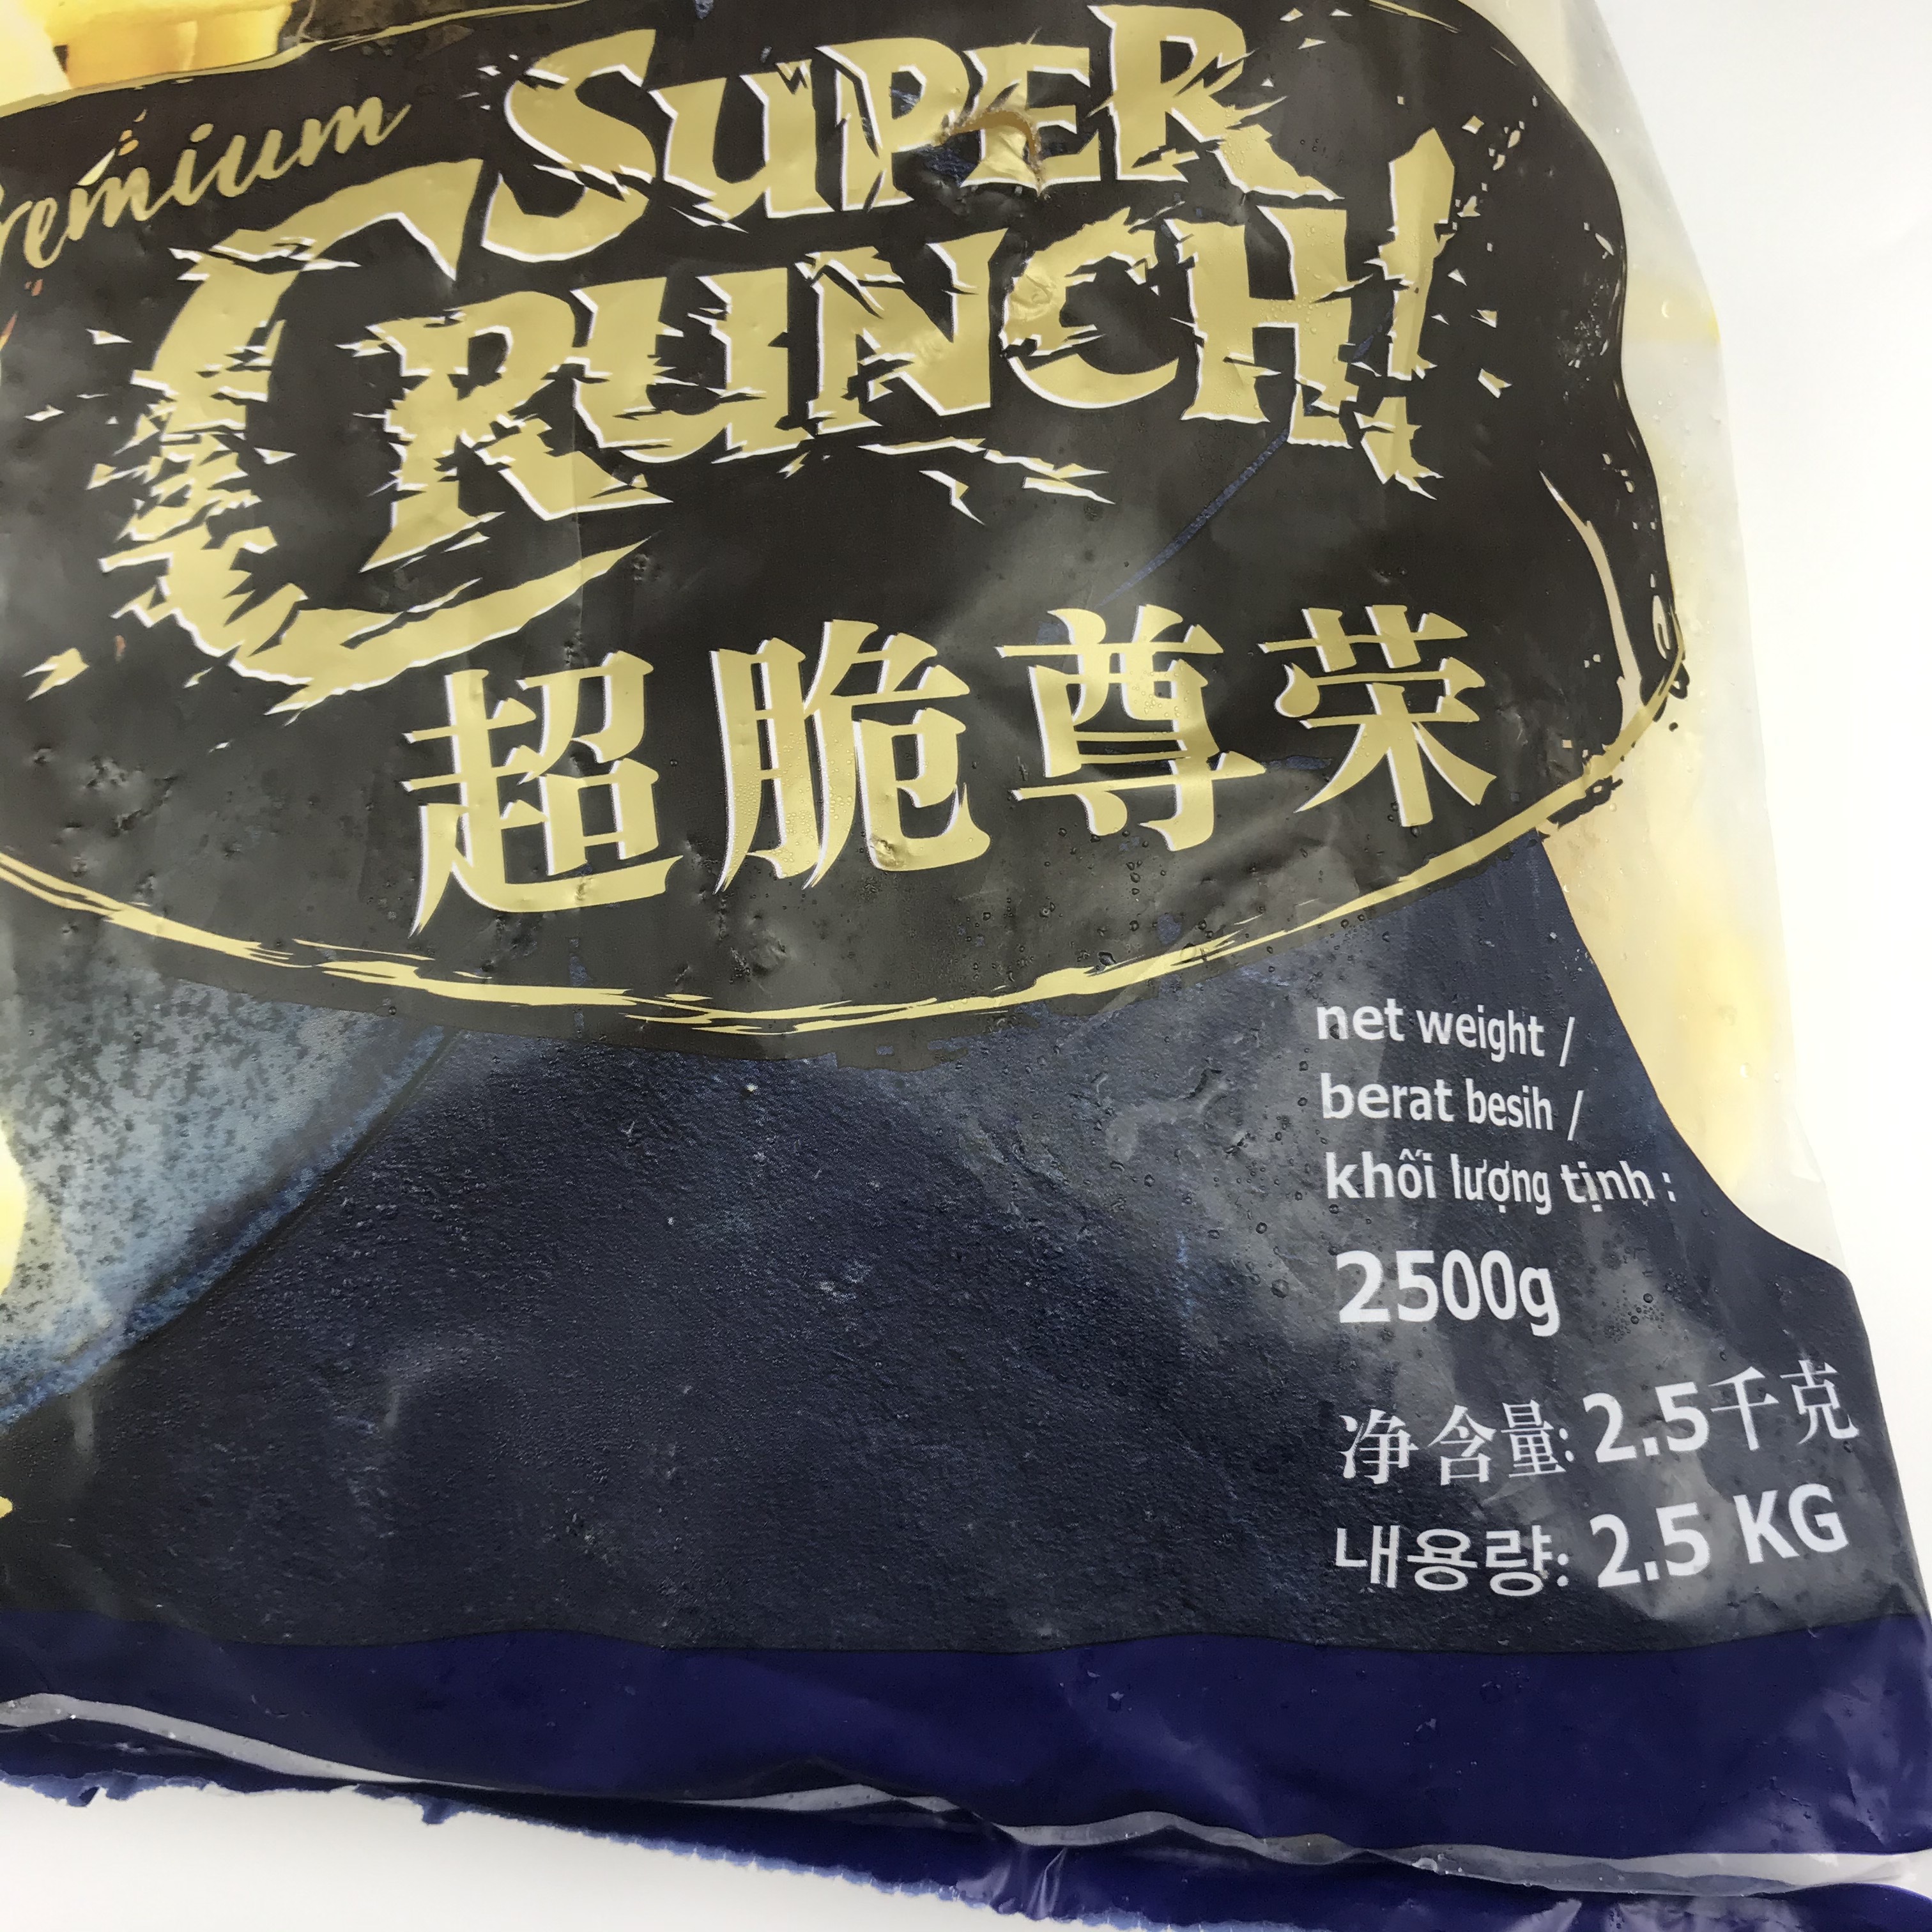 Premium
SUPER
CRUNCH!
超脆尊荣
net weight /
berat besih /
khối lượng tịnh :
2500g
净含量: 2.5千克
내용량: 2.5 KG